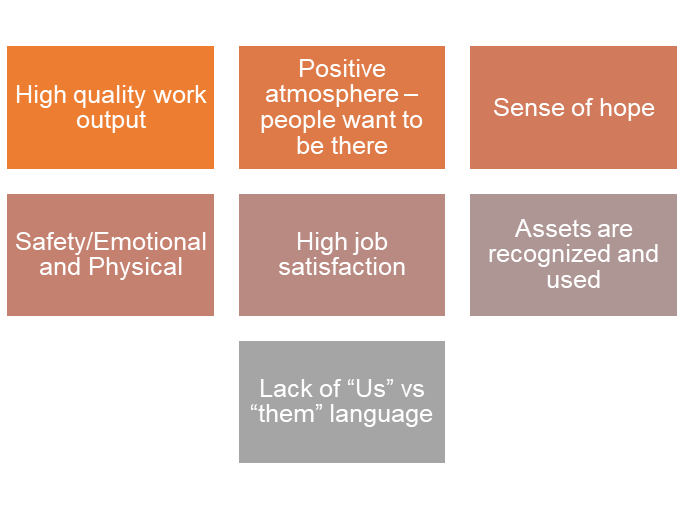 High quality work
output
Positive
atmosphere –
people want to
be there
Sense of hope
Safety/Emotional
and Physical
High job
satisfaction
Assets are
recognized and
used
Lack of “Us” vs
“them” language